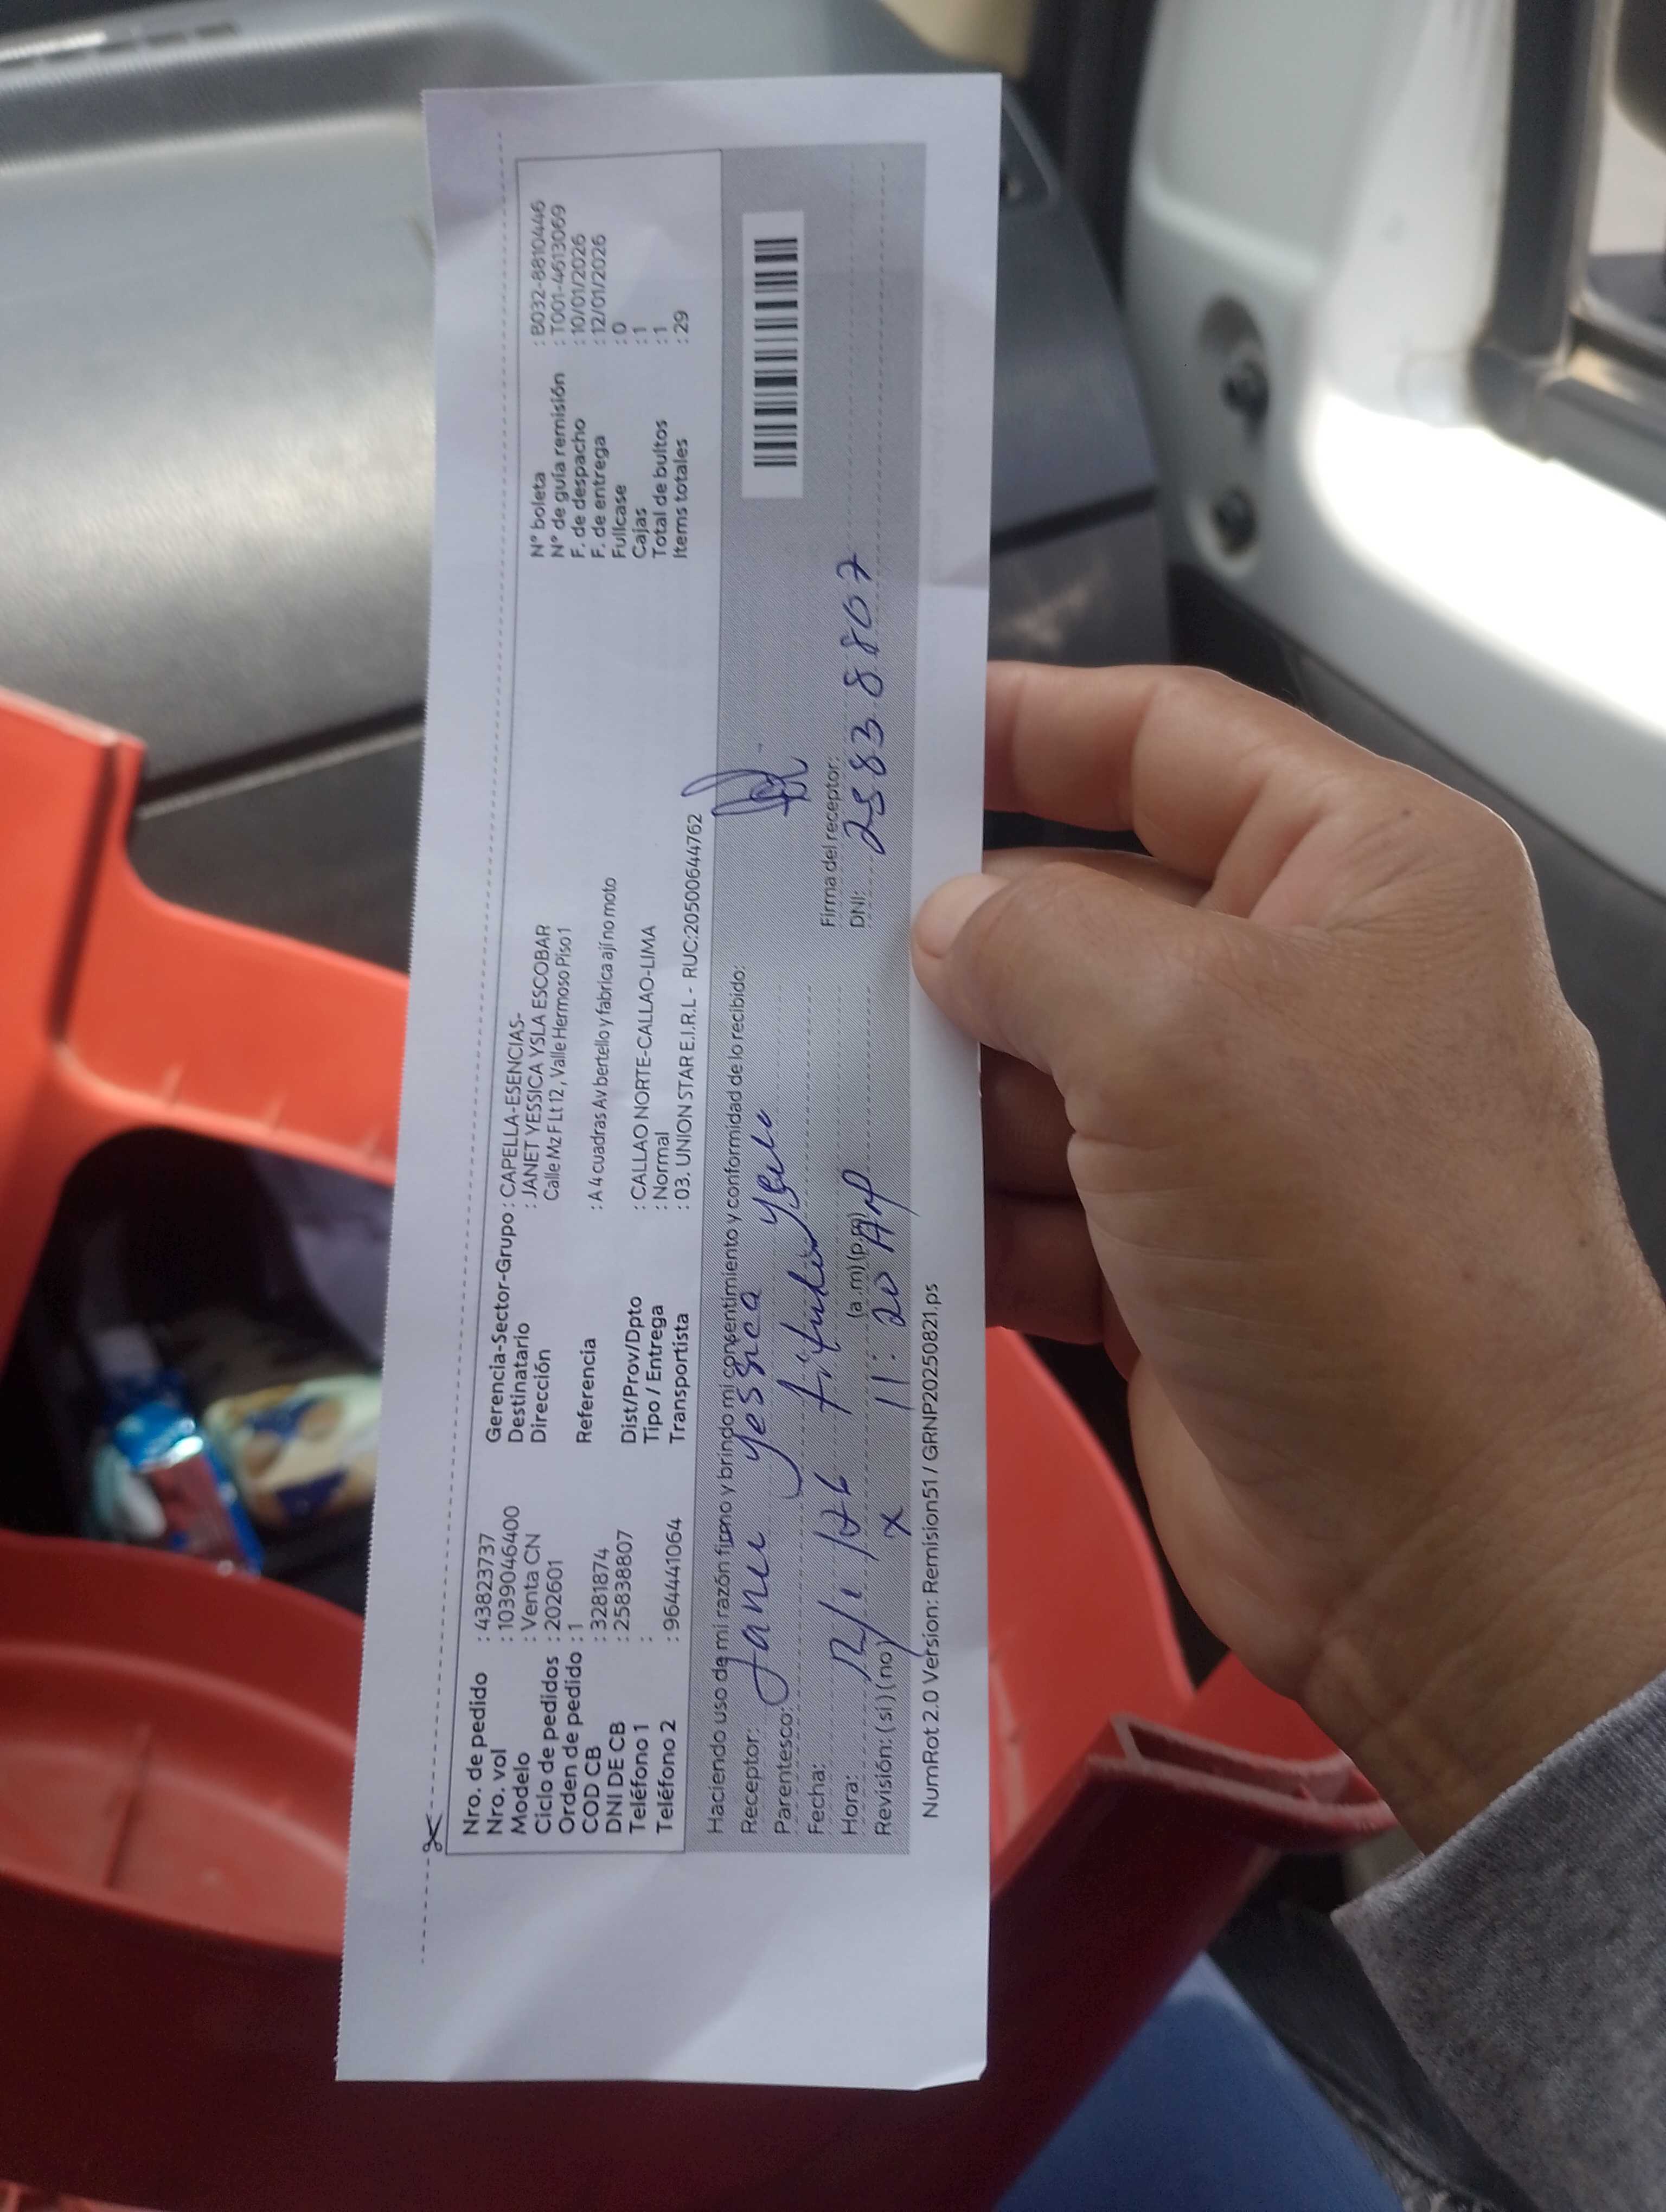 Nro. de pedido : 43823737
Nro. vol : 1039046400
Modelo : Venta CN
Ciclo de pedidos : 202601
Orden de pedido : 1
COD CB : 3281874
DNI DE CB : 25838807
Teléfono 1 :
Teléfono 2 : 964441064
Gerencia-Sector-Grupo : CAPELLA-ESENCIAS-
Destinatario : JANET YESSICA YSLA ESCOBAR
Dirección Calle Mz F Lt 12 , Valle Hermoso Piso 1
Referencia : A 4 cuadras Av bertello y fabrica ají no moto
Dist/Prov/Dpto : CALLAO NORTE-CALLAO-LIMA
Tipo / Entrega : Normal
Transportista : 03. UNION STAR E.I.R.L - RUC:20500644762
N° boleta : B032-8810446
N° de guía remisión : T001-4613069
F. de despacho : 10/01/2026
F. de entrega : 12/01/2026
Fullcase : 0
Cajas : 1
Total de bultos : 1
Items totales : 29
Haciendo uso de mi razón firmo y brindo mi consentimiento y conformidad de lo recibido:
Receptor: Yessica
Parentesco:
Fecha: 12/1/26
Hora: 11:20 (a.m) (p.m)
Revisión: ( si ) ( no ) x
Firma del receptor:
DNI: 25838807
NumRot 2.0 Version: Remision51 / GRNP20250821.ps